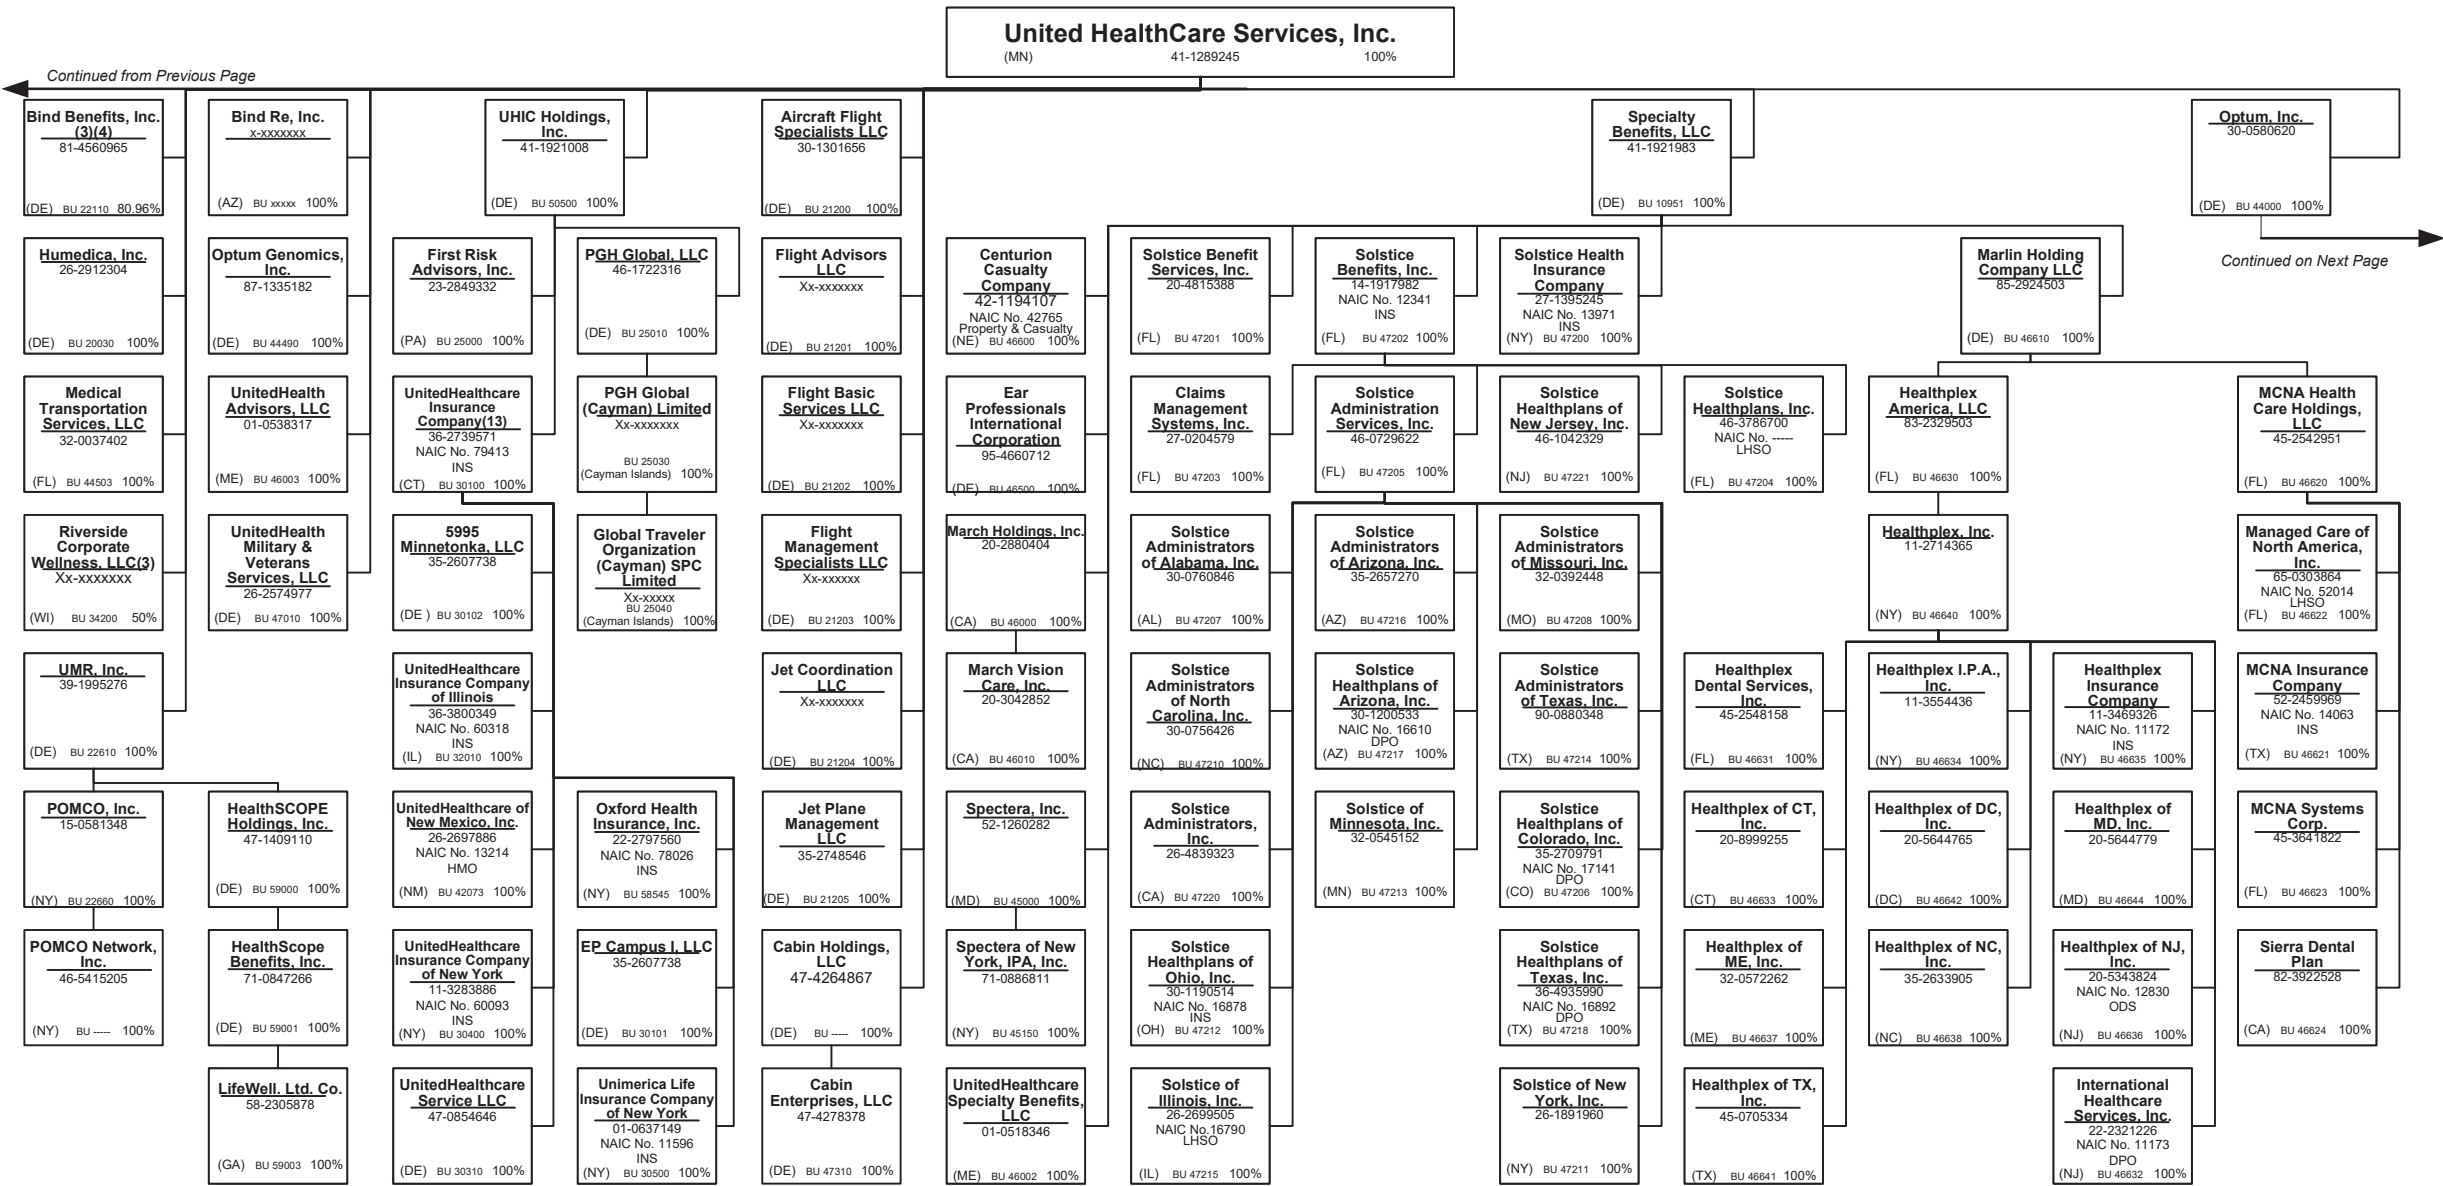 United HealthCare Services, Inc.
(MN) 41-1289245 100%
Continued from Previous Page
Bind Benefits, Inc.
(3)(4)
81-4560965
(DE) BU 22110 80.96%
Bind Re, Inc.
x-xxxxxxx
(AZ) BU xxxxx 100%
UHIC Holdings,
Inc.
41-1921008
(DE) BU 50500 100%
Aircraft Flight
Specialists LLC
30-1301656
(DE) BU 21200 100%
Specialty
Benefits, LLC
41-1921983
(DE) BU 10951 100%
Optum, Inc.
30-0580620
(DE) BU 44000 100%
Continued on Next Page
Humedica, Inc.
26-2912304
(DE) BU 20030 100%
Optum Genomics,
Inc.
87-1335182
(DE) BU 44490 100%
First Risk
Advisors, Inc.
23-2849332
(PA) BU 25000 100%
PGH Global, LLC
46-1722316
(DE) BU 25010 100%
Flight Advisors
LLC
Xx-xxxxxxx
(DE) BU 21201 100%
Centurion
Casualty
Company
42-1194107
NAIC No. 42765
Property & Casualty
(NE) BU 46600 100%
Solstice Benefit
Services, Inc.
20-4815388
(FL) BU 47201 100%
Solstice
Benefits, Inc.
14-1917982
NAIC No. 12341
INS
(FL) BU 47202 100%
Solstice Health
Insurance
Company
27-1395245
NAIC No. 13971
INS
(NY) BU 47200 100%
Marlin Holding
Company LLC
85-2924503
(DE) BU 46610 100%
Medical
Transportation
Services, LLC
32-0037402
(FL) BU 44503 100%
UnitedHealth
Advisors, LLC
01-0538317
(ME) BU 46003 100%
UnitedHealthcare
Insurance
Company(13)
36-2739571
NAIC No. 79413
INS
(CT) BU 30100 100%
PGH Global
(Cayman) Limited
Xx-xxxxxxx
BU 25030
(Cayman Islands) 100%
Flight Basic
Services LLC
Xx-xxxxxxx
(DE) BU 21202 100%
Ear
Professionals
International
Corporation
95-4660712
(DE) BU 46500 100%
Claims
Management
Systems, Inc.
27-0204579
(FL) BU 47203 100%
Solstice
Administration
Services, Inc.
46-0729622
(FL) BU 47205 100%
Solstice
Healthplans of
New Jersey, Inc.
46-1042329
(NJ) BU 47221 100%
Solstice
Healthplans, Inc.
46-3786700
NAIC No. -----
LHSO
(FL) BU 47204 100%
Healthplex
America, LLC
83-2329503
(FL) BU 46630 100%
MCNA Health
Care Holdings,
LLC
45-2542951
(FL) BU 46620 100%
Riverside
Corporate
Wellness, LLC(3)
Xx-xxxxxxx
(WI) BU 34200 50%
UnitedHealth
Military &
Veterans
Services, LLC
26-2574977
(DE) BU 47010 100%
5995
Minnetonka, LLC
35-2607738
(DE ) BU 30102 100%
Global Traveler
Organization
(Cayman) SPC
Limited
Xx-xxxxx
BU 25040
(Cayman Islands) 100%
Flight
Management
Specialists LLC
Xx-xxxxxx
(DE) BU 21203 100%
March Holdings, Inc.
20-2880404
(CA) BU 46000 100%
Solstice
Administrators
of Alabama, Inc.
30-0760846
(AL) BU 47207 100%
Solstice
Administrators
of Arizona, Inc.
35-2657270
(AZ) BU 47216 100%
Solstice
Administrators
of Missouri, Inc.
32-0392448
(MO) BU 47208 100%
Healthplex, Inc.
11-2714365
(NY) BU 46640 100%
Managed Care of
North America,
Inc.
65-0303864
NAIC No. 52014
LHSO
(FL) BU 46622 100%
UMR, Inc.
39-1995276
(DE) BU 22610 100%
UnitedHealthcare
Insurance Company
of Illinois
36-3800349
NAIC No. 60318
INS
(IL) BU 32010 100%
Jet Coordination
LLC
Xx-xxxxxxx
(DE) BU 21204 100%
March Vision
Care, Inc.
20-3042852
(CA) BU 46010 100%
Solstice
Administrators
of North
Carolina, Inc.
30-0756426
(NC) BU 47210 100%
Solstice
Healthplans of
Arizona, Inc.
30-1200533
NAIC No. 16610
DPO
(AZ) BU 47217 100%
Solstice
Administrators
of Texas, Inc.
90-0880348
(TX) BU 47214 100%
Healthplex
Dental Services,
Inc.
45-2548158
(FL) BU 46631 100%
Healthplex I.P.A.,
Inc.
11-3554436
(NY) BU 46634 100%
Healthplex
Insurance
Company
11-3469326
NAIC No. 11172
INS
(NY) BU 46635 100%
MCNA Insurance
Company
52-2459969
NAIC No. 14063
INS
(TX) BU 46621 100%
POMCO, Inc.
15-0581348
(NY) BU 22660 100%
HealthSCOPE
Holdings, Inc.
47-1409110
(DE) BU 59000 100%
UnitedHealthcare of
New Mexico, Inc.
26-2697886
NAIC No. 13214
HMO
(NM) BU 42073 100%
Oxford Health
Insurance, Inc.
22-2797560
NAIC No. 78026
INS
(NY) BU 58545 100%
Jet Plane
Management
LLC
35-2748546
(DE) BU 21205 100%
Spectera, Inc.
52-1260282
(MD) BU 45000 100%
Solstice
Administrators,
Inc.
26-4839323
(CA) BU 47220 100%
Solstice of
Minnesota, Inc.
32-0545152
(MN) BU 47213 100%
Solstice
Healthplans of
Colorado, Inc.
35-2709791
NAIC No. 17141
DPO
(CO) BU 47206 100%
Healthplex of CT,
Inc.
20-8999255
(CT) BU 46633 100%
Healthplex of DC,
Inc.
20-5644765
(DC) BU 46642 100%
Healthplex of
MD, Inc.
20-5644779
(MD) BU 46644 100%
MCNA Systems
Corp.
45-3641822
(FL) BU 46623 100%
POMCO Network,
Inc.
46-5415205
(NY) BU ----- 100%
HealthScope
Benefits, Inc.
71-0847266
(DE) BU 59001 100%
UnitedHealthcare
Insurance Company
of New York
11-3283886
NAIC No. 60093
INS
(NY) BU 30400 100%
EP Campus I, LLC
35-2607738
(DE) BU 30101 100%
Cabin Holdings,
LLC
47-4264867
(DE) BU ----- 100%
Spectera of New
York, IPA, Inc.
71-0886811
(NY) BU 45150 100%
Solstice
Healthplans of
Ohio, Inc.
30-1190514
NAIC No. 16878
INS
(OH) BU 47212 100%
Solstice
Healthplans of
Texas, Inc.
36-4935990
NAIC No. 16892
DPO
(TX) BU 47218 100%
Healthplex of
ME, Inc.
32-0572262
(ME) BU 46637 100%
Healthplex of NC,
Inc.
35-2633905
(NC) BU 46638 100%
Healthplex of NJ,
Inc.
20-5343824
NAIC No. 12830
ODS
(NJ) BU 46636 100%
Sierra Dental
Plan
82-3922528
(CA) BU 46624 100%
LifeWell. Ltd. Co.
58-2305878
(GA) BU 59003 100%
UnitedHealthcare
Service LLC
47-0854646
(DE) BU 30310 100%
Unimerica Life
Insurance Company
of New York
01-0637149
NAIC No. 11596
INS
(NY) BU 30500 100%
Cabin
Enterprises, LLC
47-4278378
(DE) BU 47310 100%
UnitedHealthcare
Specialty Benefits,
LLC
01-0518346
(ME) BU 46002 100%
Solstice of
Illinois, Inc.
26-2699505
NAIC No.16790
LHSO
(IL) BU 47215 100%
Solstice of New
York, Inc.
26-1891960
(NY) BU 47211 100%
Healthplex of TX,
Inc.
45-0705334
(TX) BU 46641 100%
International
Healthcare
Services, Inc.
22-2321226
NAIC No. 11173
DPO
(NJ) BU 46632 100%